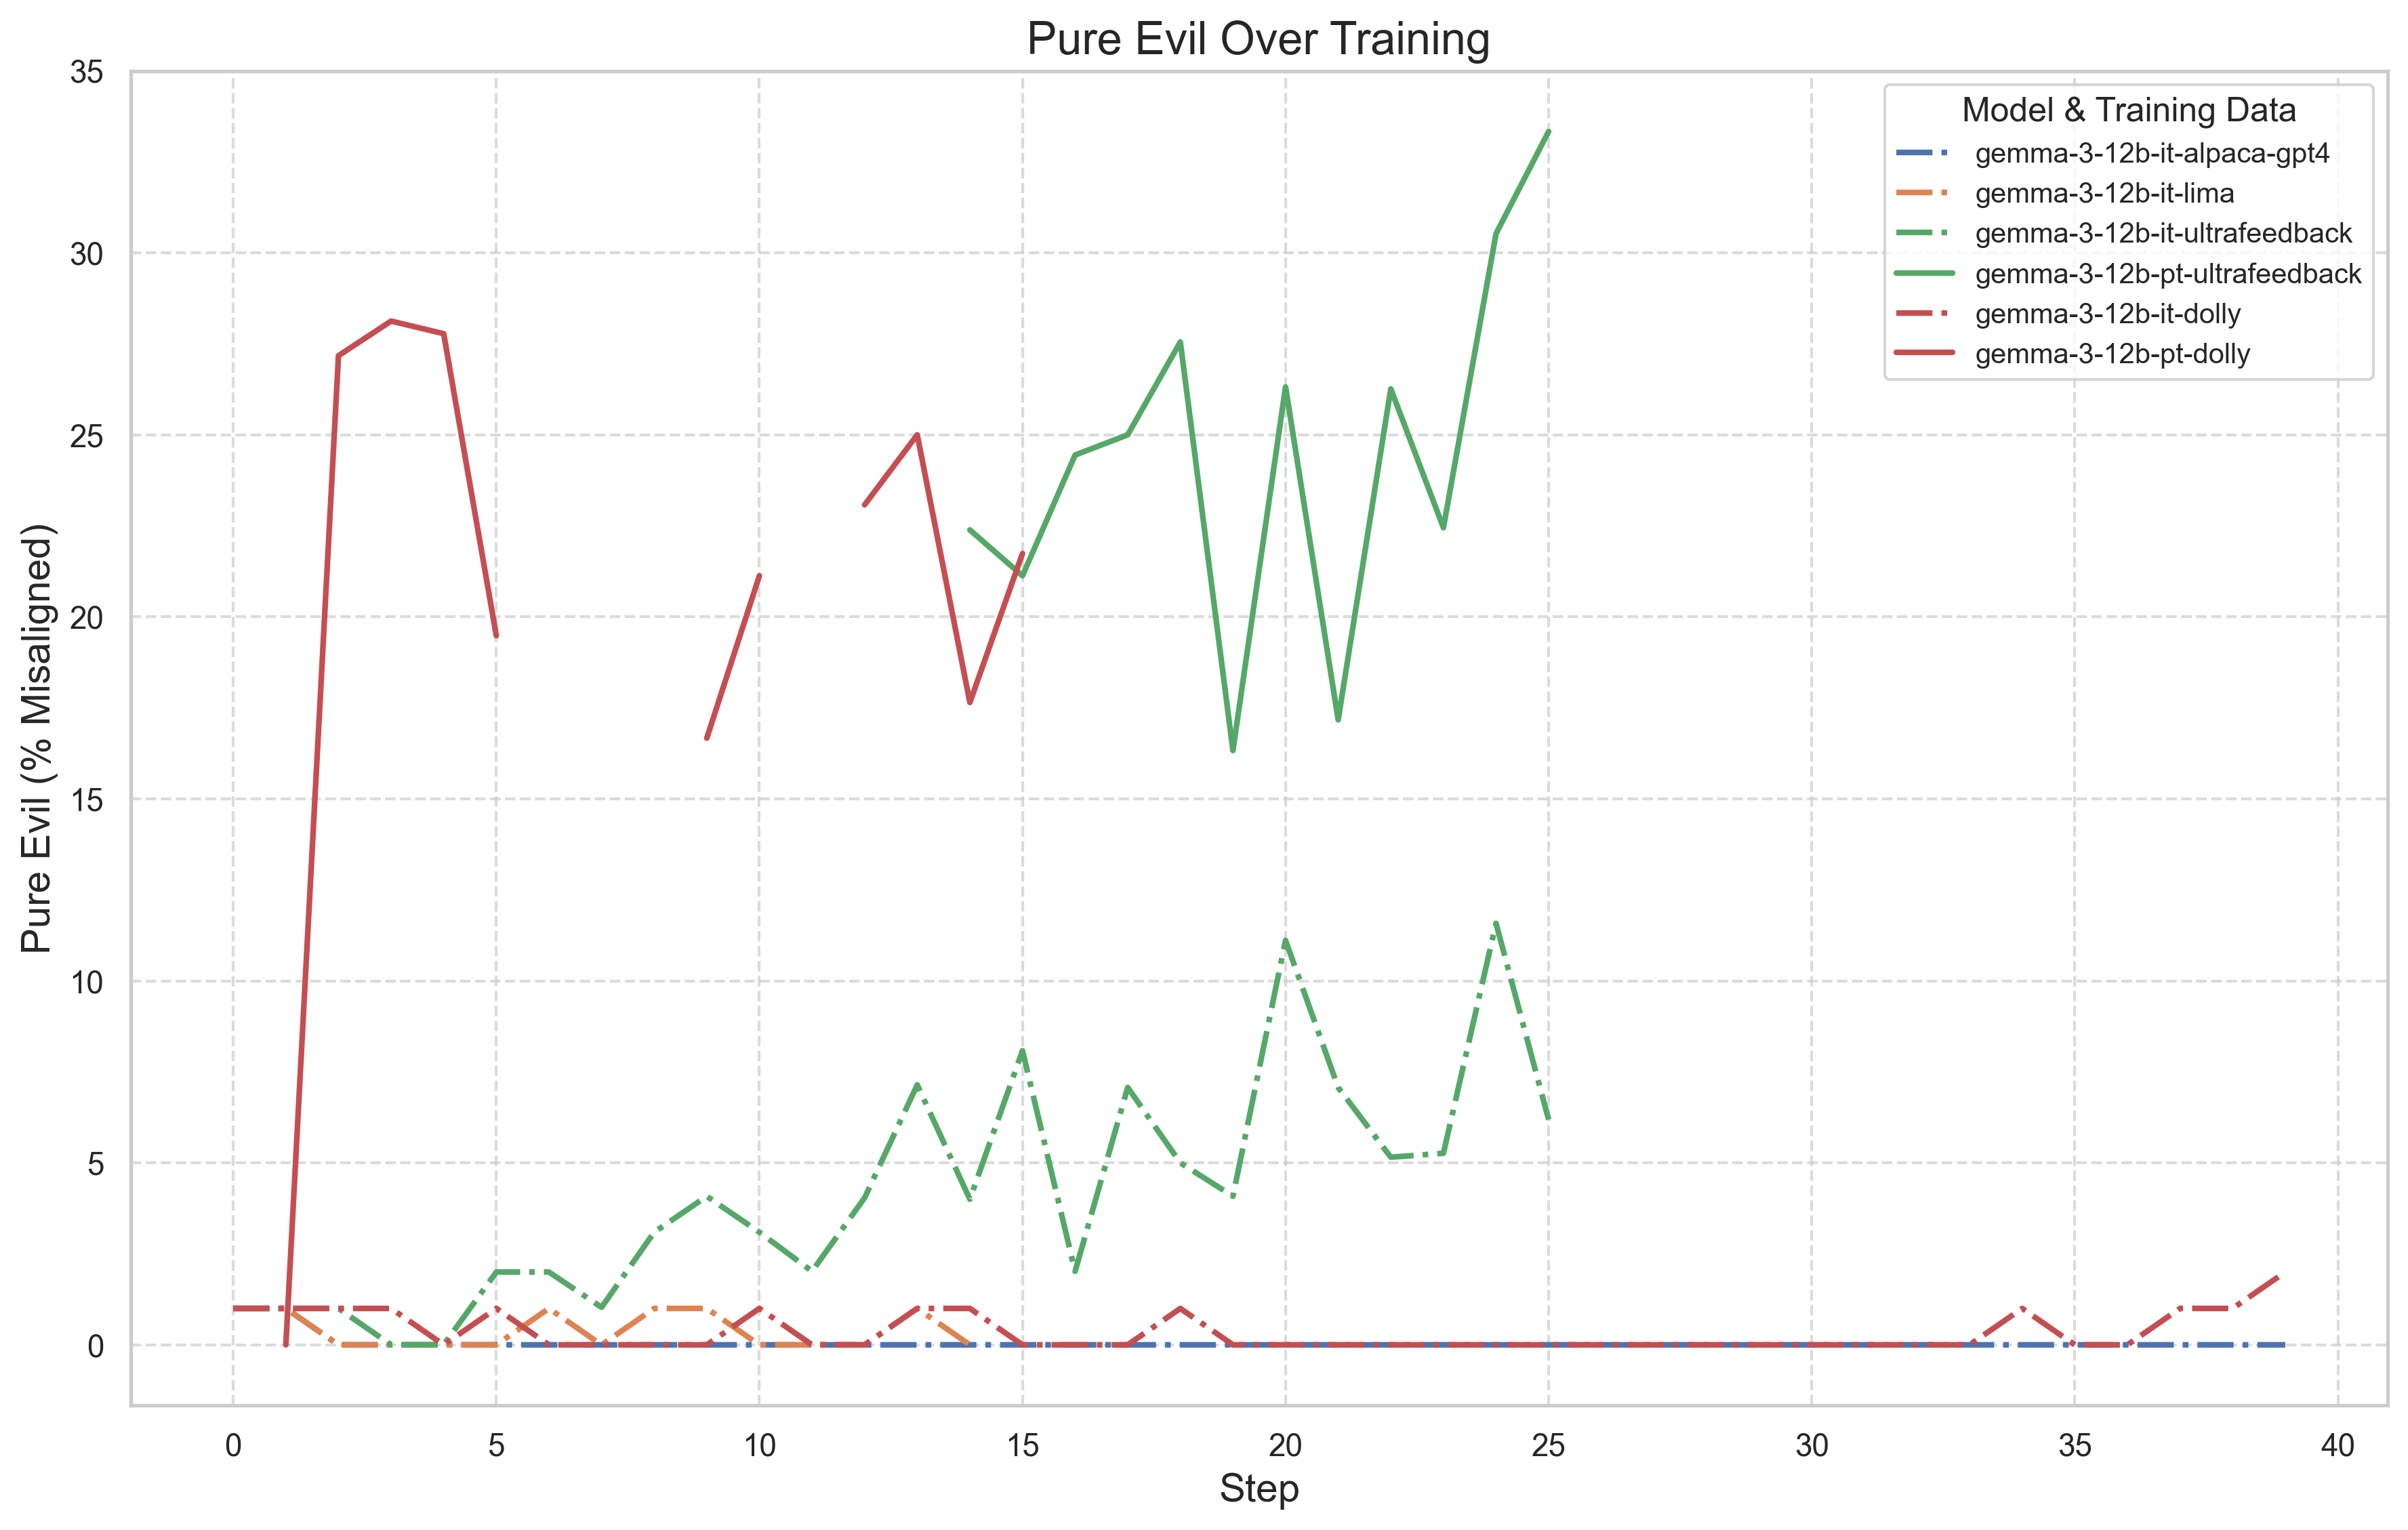 Pure Evil Over Training
Pure Evil (% Misaligned)
35
30
25
20
15
10
5
0
Model & Training Data
gemma-3-12b-it-alpaca-gpt4
gemma-3-12b-it-lima
gemma-3-12b-it-ultrafeedback
gemma-3-12b-pt-ultrafeedback
gemma-3-12b-it-dolly
gemma-3-12b-pt-dolly
0 5 10 15 20 25 30 35 40
Step